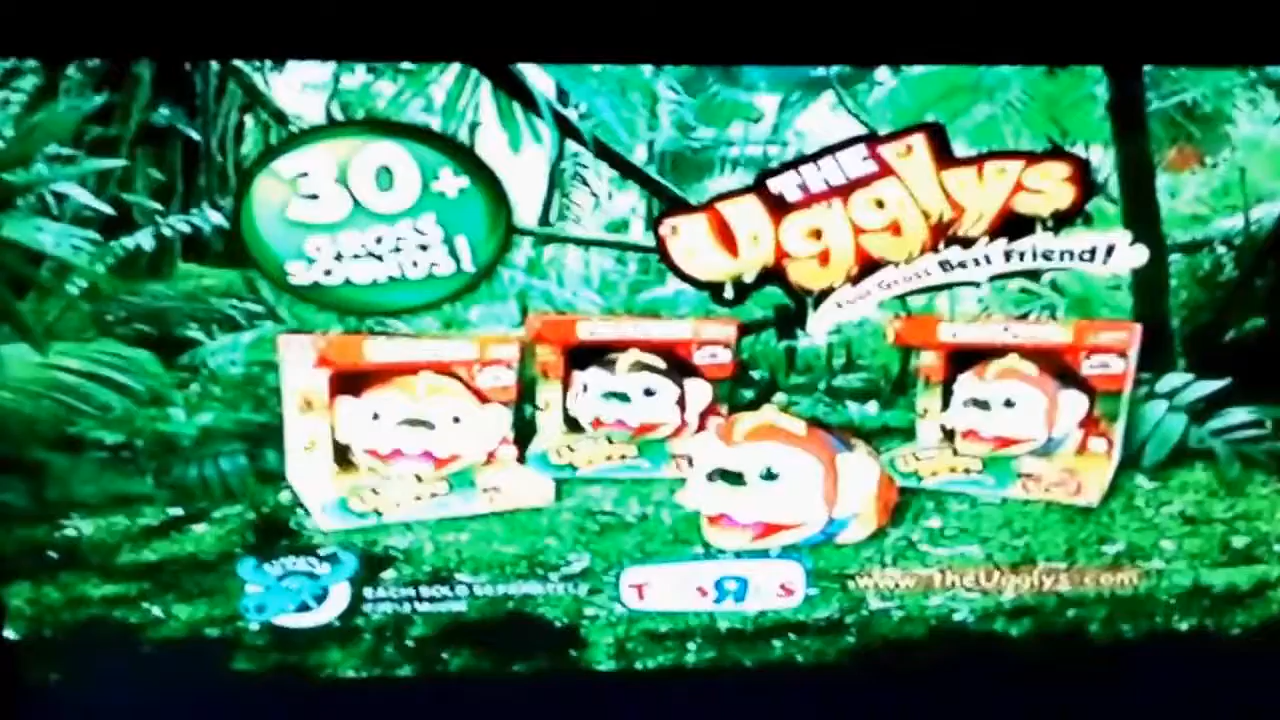 30+
GROSS
SOUNDS!
THE
Ugglys
Your Gross Best Friend!
EACH SOLD SEPARATELY
T S Я S
www.TheUgglys.com